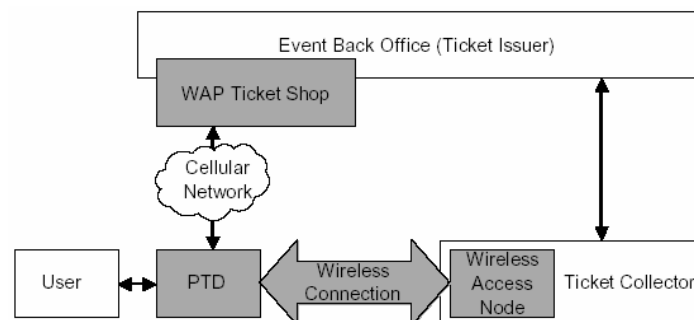 Event Back Office (Ticket Issuer)
WAP Ticket Shop
Cellular
Network
User
PTD
Wireless
Connection
Wireless
Access
Node
Ticket Collector